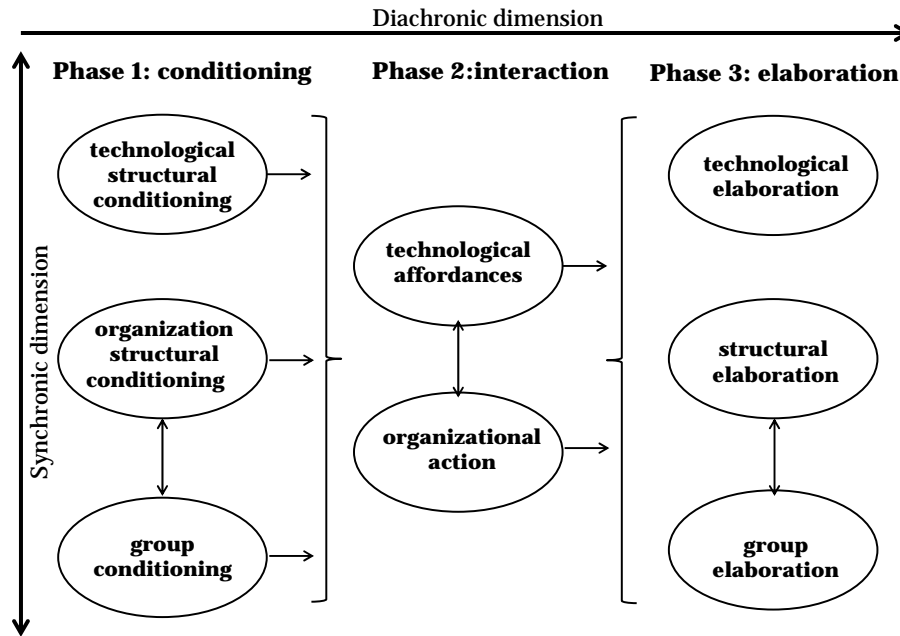 Diachronic dimension
Synchronic dimension
Phase 1: conditioning
technological
structural
conditioning
organization
structural
conditioning
group
conditioning
Phase 2:interaction
technological
affordances
organizational
action
Phase 3: elaboration
technological
elaboration
structural
elaboration
group
elaboration